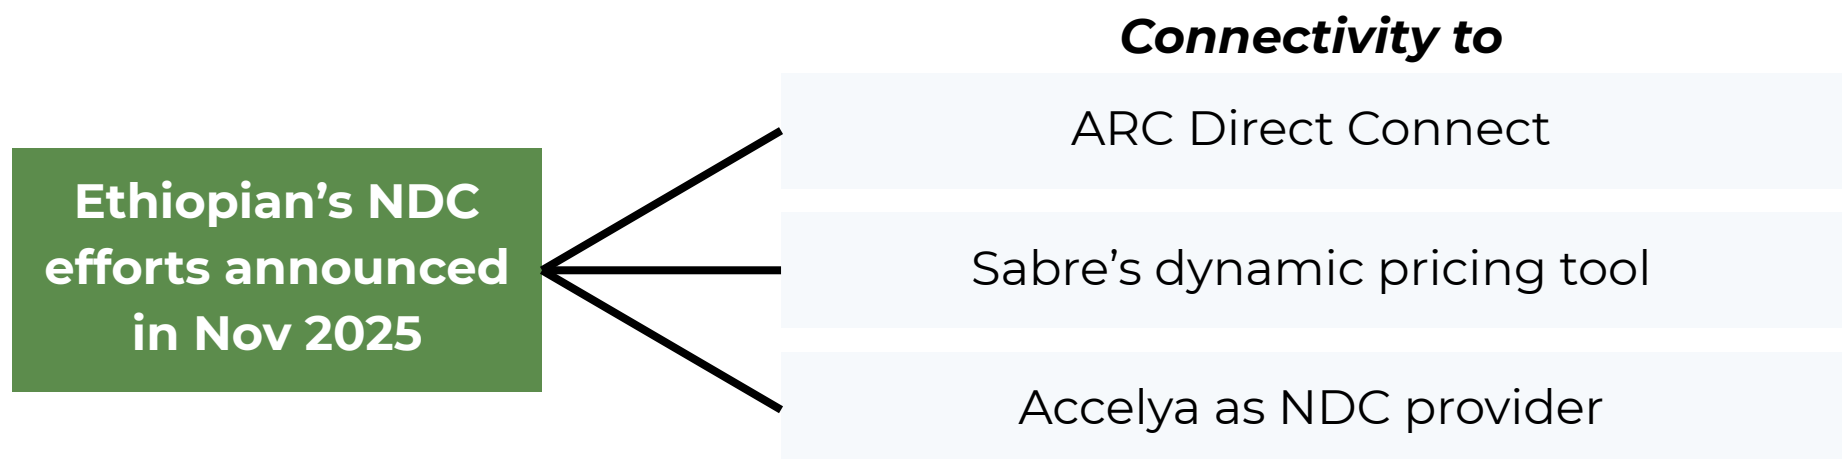 Connectivity to
Ethiopian’s NDC
efforts announced
in Nov 2025
ARC Direct Connect
Sabre’s dynamic pricing tool
Accelya as NDC provider